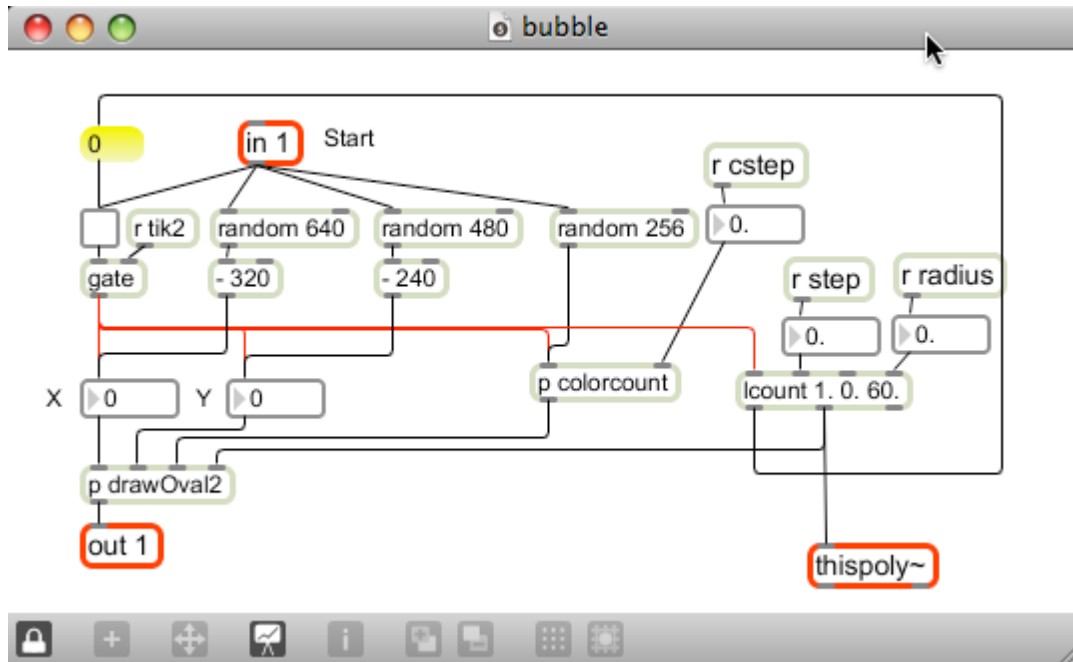 bubble
0
in 1
Start
r cstep
r tik2
random 640
random 480
random 256
0.
gate
- 320
- 240
r step
r radius
0.
0.
p colorcount
X
0
Y
0
lcount 1. 0. 60.
p drawOval2
out 1
thispoly~